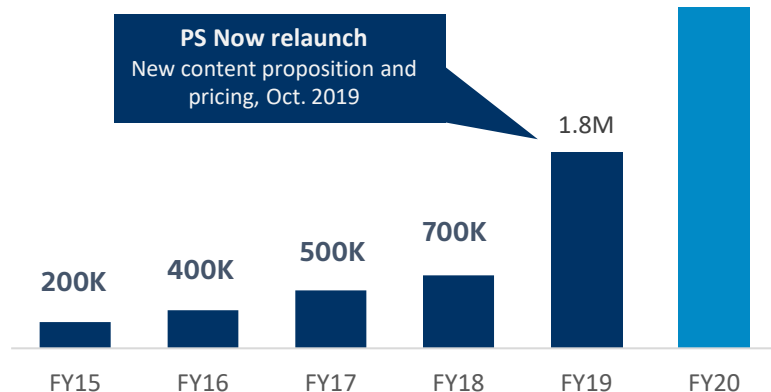 PS Now relaunch
New content proposition and
pricing, Oct. 2019
1.8M
700K
500K
400K
200K
FY15 FY16 FY17 FY18 FY19 FY20